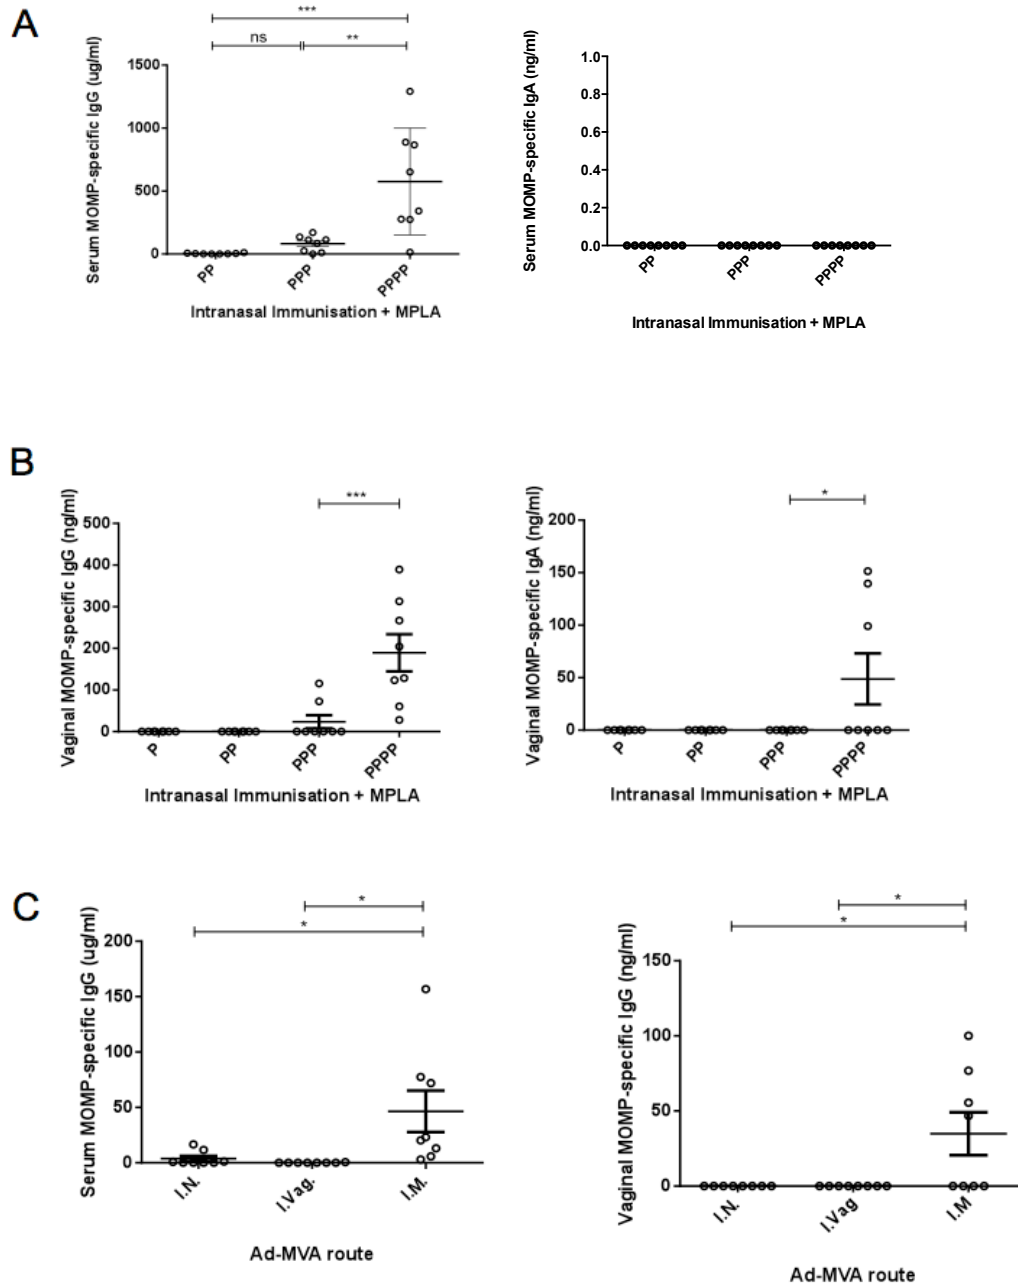 A
***
ns
**
Serum MOMP-specific IgG (ug/ml)
1500
1000
500
0
PP
PPP
PPPP
Intranasal Immunisation + MPLA
Serum MOMP-specific IgA (ng/ml)
1.0
0.8
0.6
0.4
0.2
0.0
PP
PPP
PPPP
Intranasal Immunisation + MPLA
B
***
Vaginal MOMP-specific IgG (ng/ml)
500
400
300
200
100
0
P
PP
PPP
PPPP
Intranasal Immunisation + MPLA
*
Vaginal MOMP-specific IgA (ng/ml)
200
150
100
50
0
P
PP
PPP
PPPP
Intranasal Immunisation + MPLA
C
*
*
Serum MOMP-specific IgG (ug/ml)
200
150
100
50
0
I.N.
I.Vag.
I.M.
Ad-MVA route
*
*
Vaginal MOMP-specific IgG (ng/ml)
150
100
50
0
I.N.
I.Vag
I.M
Ad-MVA route